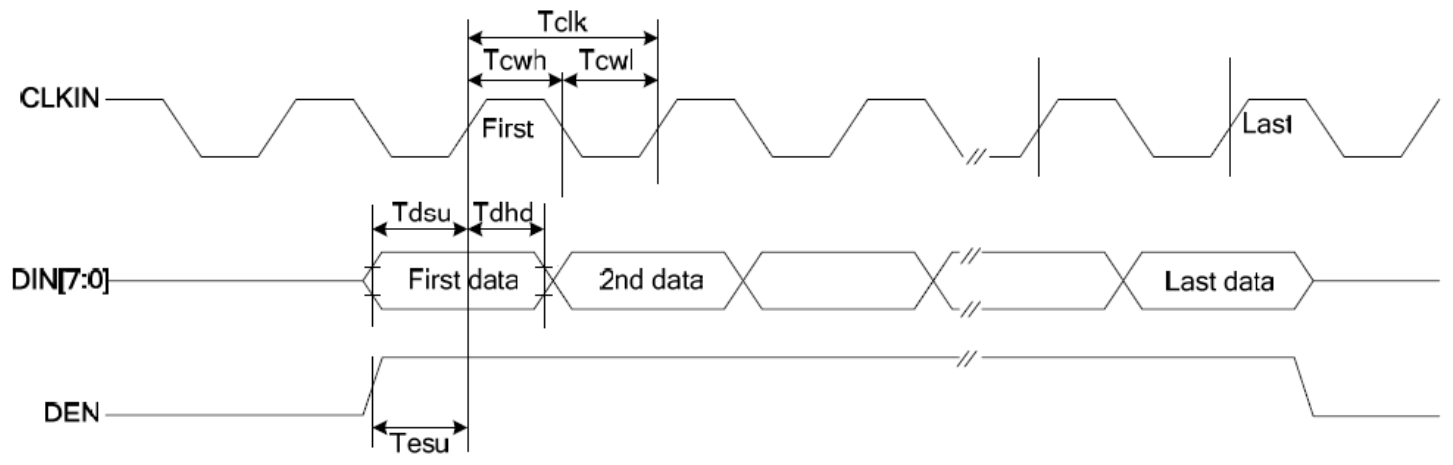 Tclk
Tcwh Tcwl
CLKIN
First
Last
Tdsu Tdhd
DIN[7:0]
First data
2nd data
Last data
DEN
Tesu